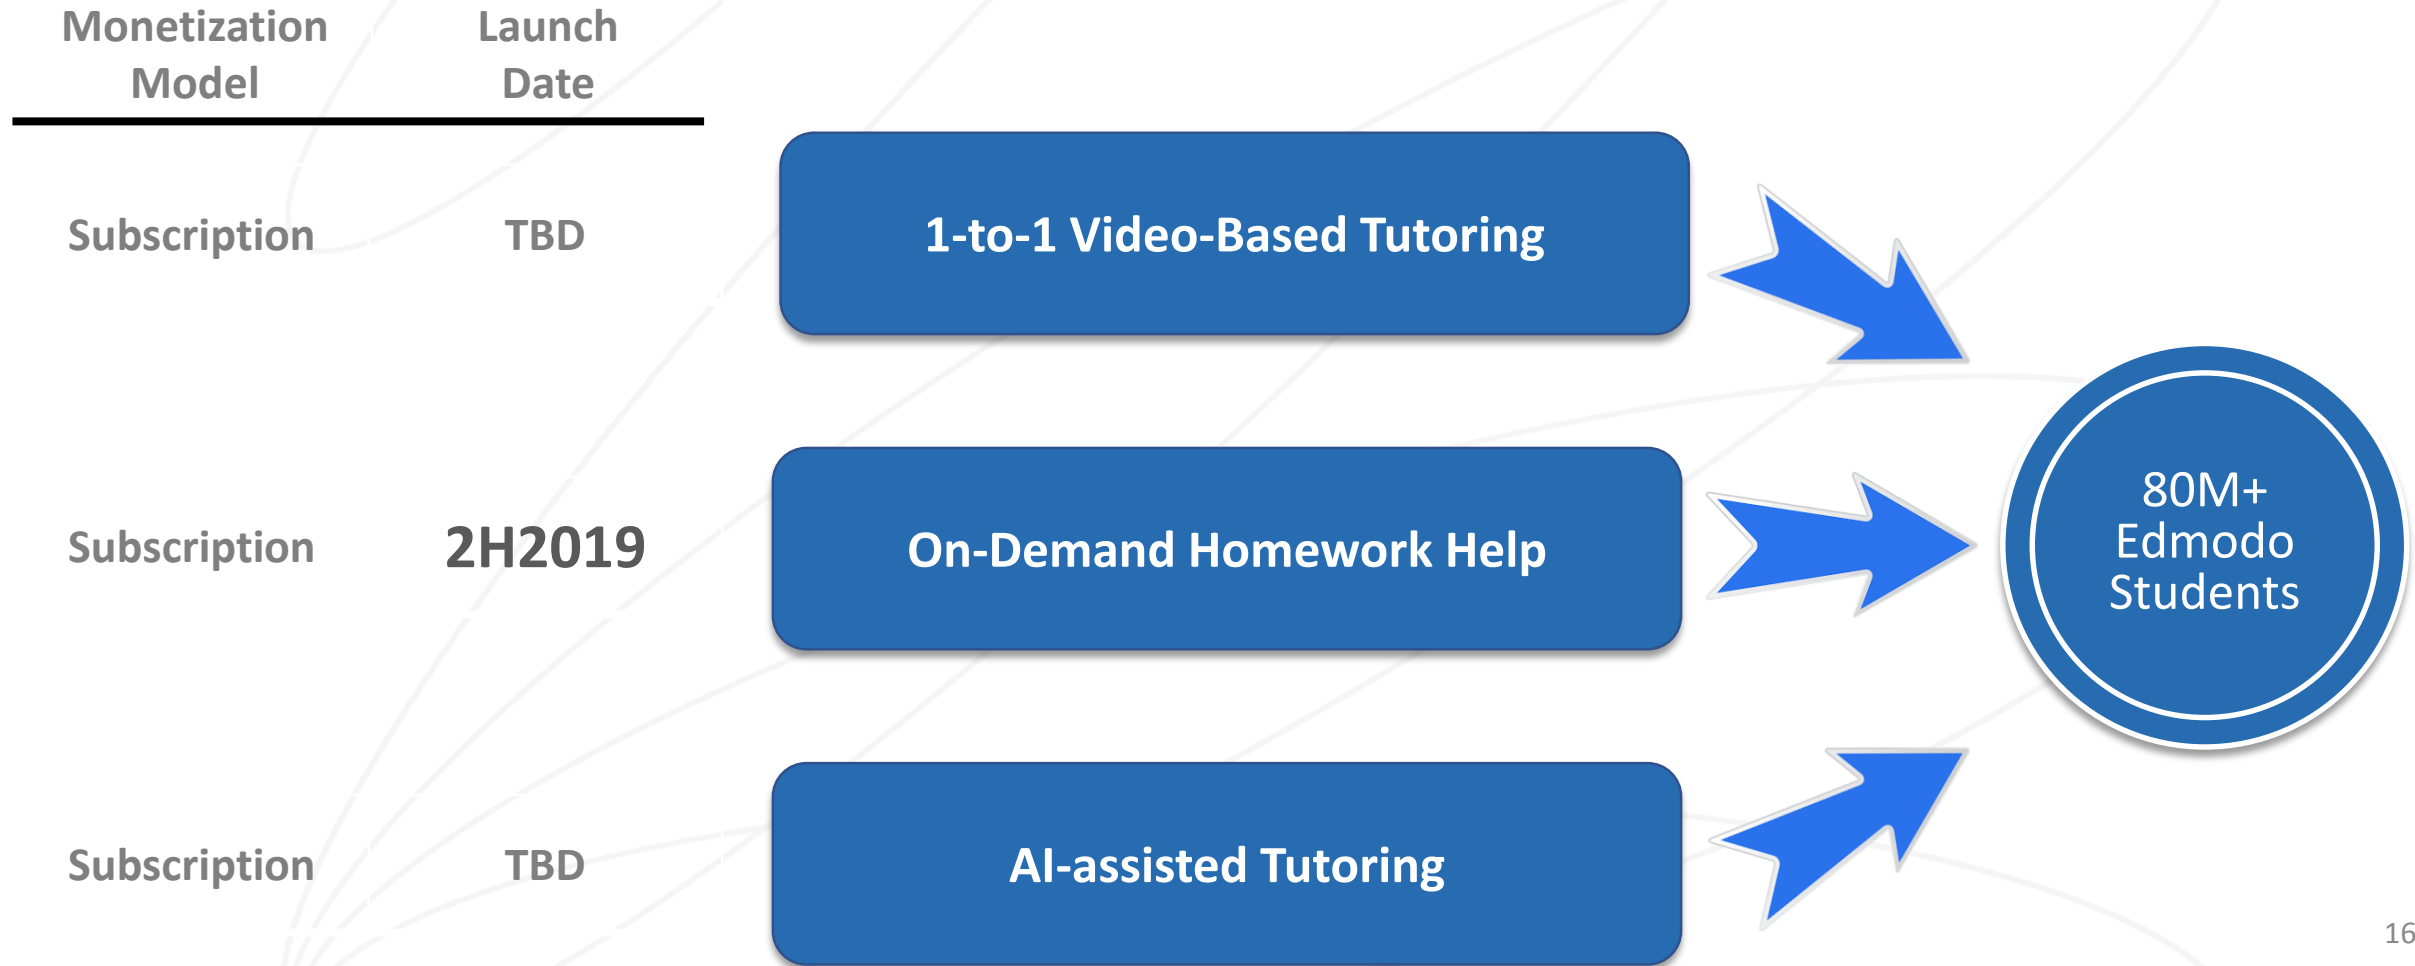 Monetization
Model
Launch
Date
Subscription
TBD
1-to-1 Video-Based Tutoring
Subscription
2H2019
On-Demand Homework Help
80M+
Edmodo
Students
Subscription
TBD
AI-assisted Tutoring
16